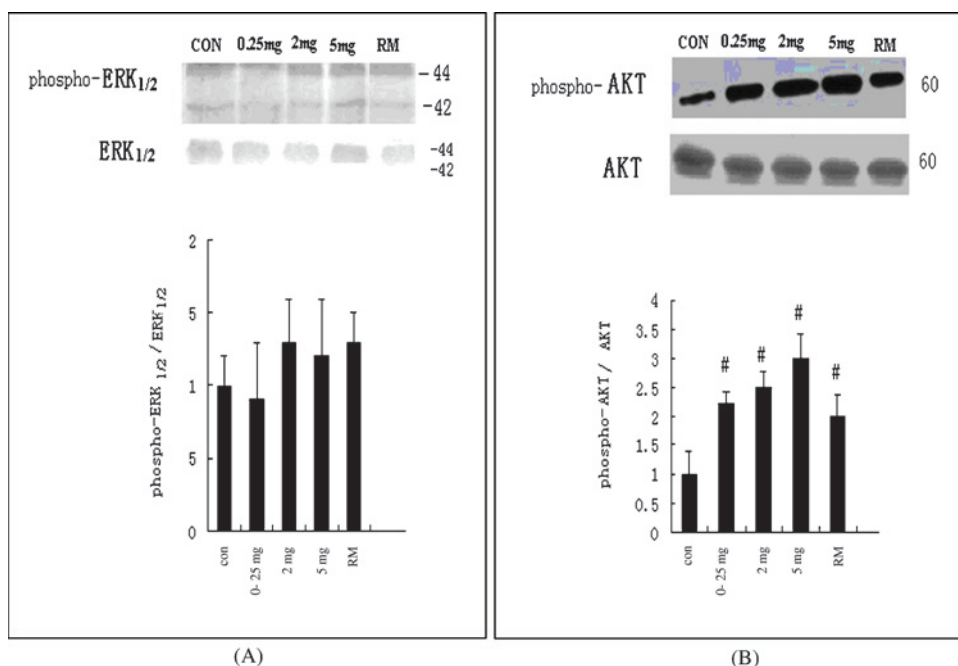 CON 0.25mg 2mg 5mg RM
phospho-ERK1/2
-44
-42
ERK1/2
-44
-42
2
5
1
5
0
phospho-ERK 1/2 / ERK1/2
con 0-25 mg 2 mg 5 mg RM
(A)
CON 0.25mg 2mg 5mg RM
phospho-AKT
60
AKT
60
4
3.5
3
2.5
2
1.5
1
0.5
0
phospho-AKT/ AKT
# # # #
con 0-25 mg 2 mg 5 mg RM
(B)